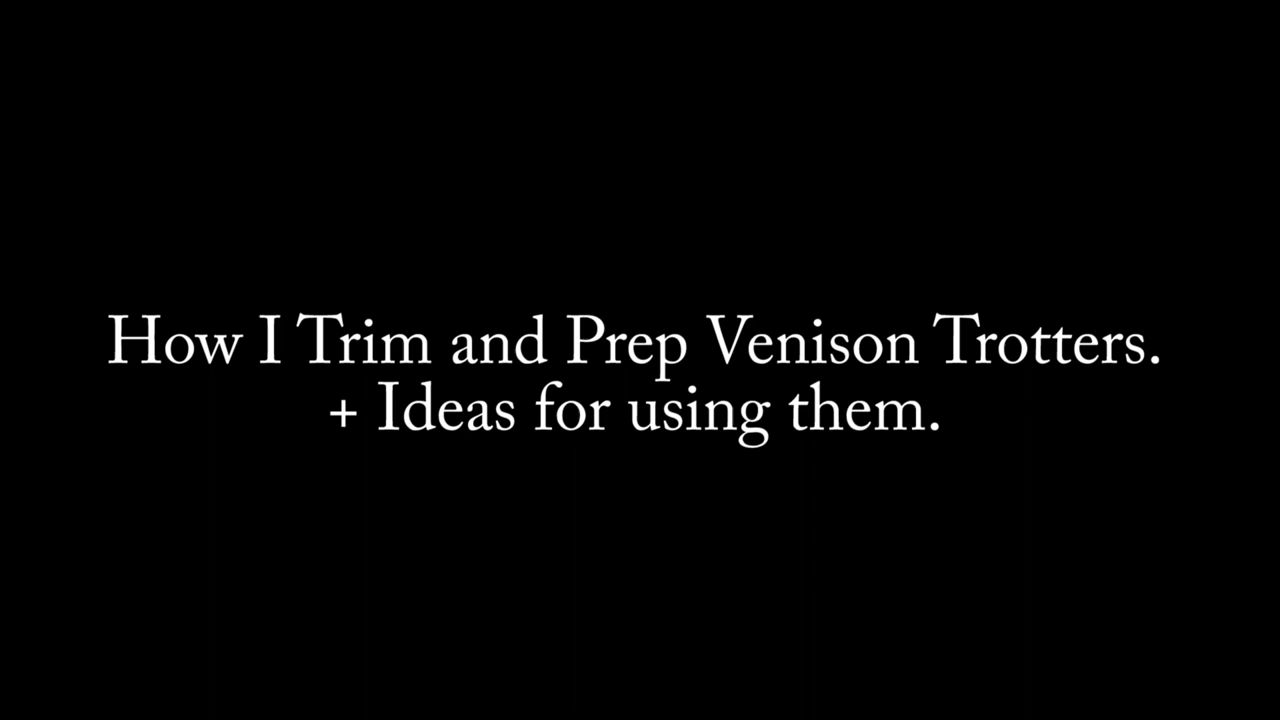 How I Trim and Prep Venison Trotters.
+ Ideas for using them.